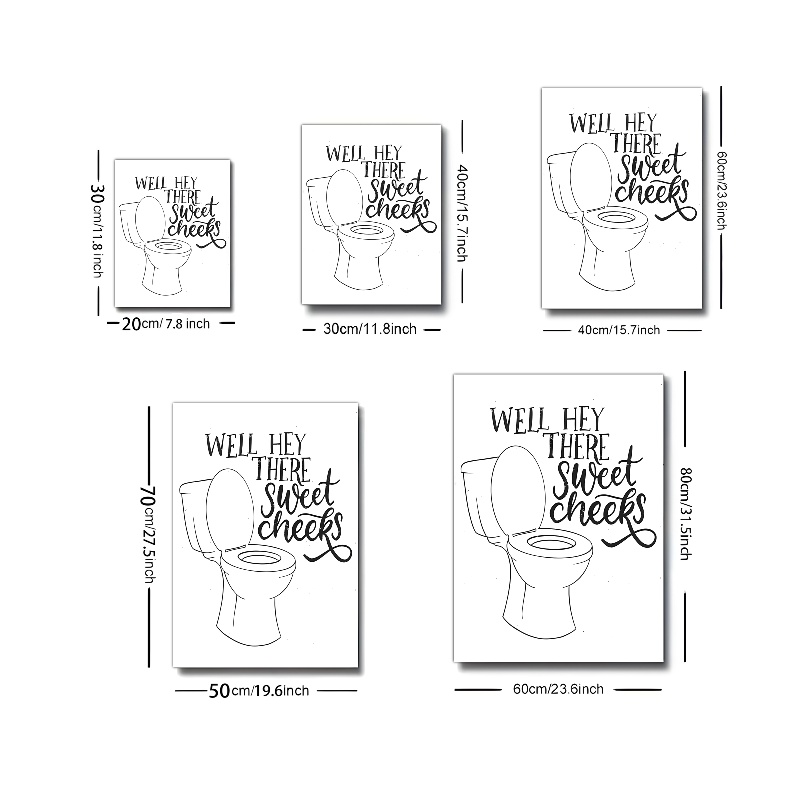 WELL HEY
THERE
sweet
cheeks
30cm/11.8 inch
20cm/7.8 inch
WELL HEY
THERE
sweet
cheeks
40cm/15.7inch
30cm/11.8inch
WELL HEY
THERE
sweet
cheeks
60cm/23.6inch
40cm/15.7inch
WELL HEY
THERE
sweet
cheeks
70cm/27.5inch
50cm/19.6inch
WELL HEY
THERE
sweet
cheeks
80cm/31.5inch
60cm/23.6inch